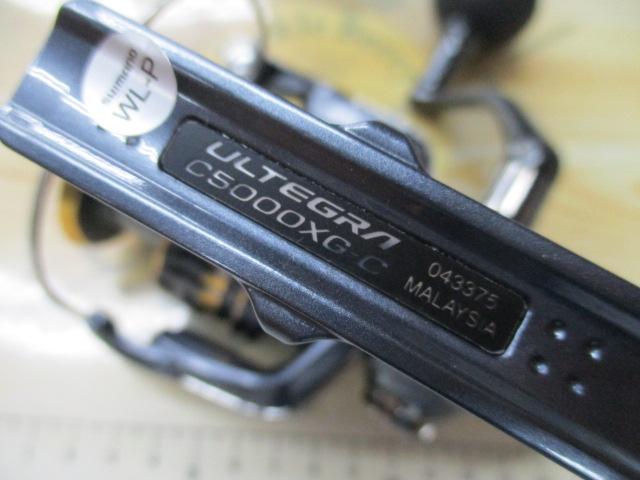 SHIMANO
WL-P
ULTEGRA
C5000XG-C
043375
MALAYSIA